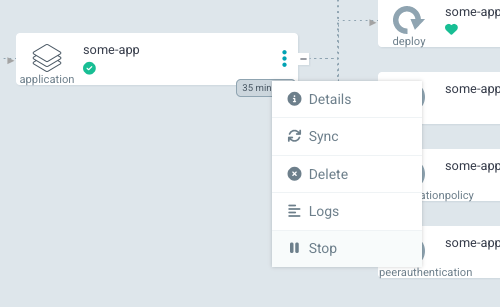 some-app
application
35 min
Details
Sync
Delete
Logs
Stop
some-app
deploy
some-app
some-app
ationpolicy
some-app
peerauthentication